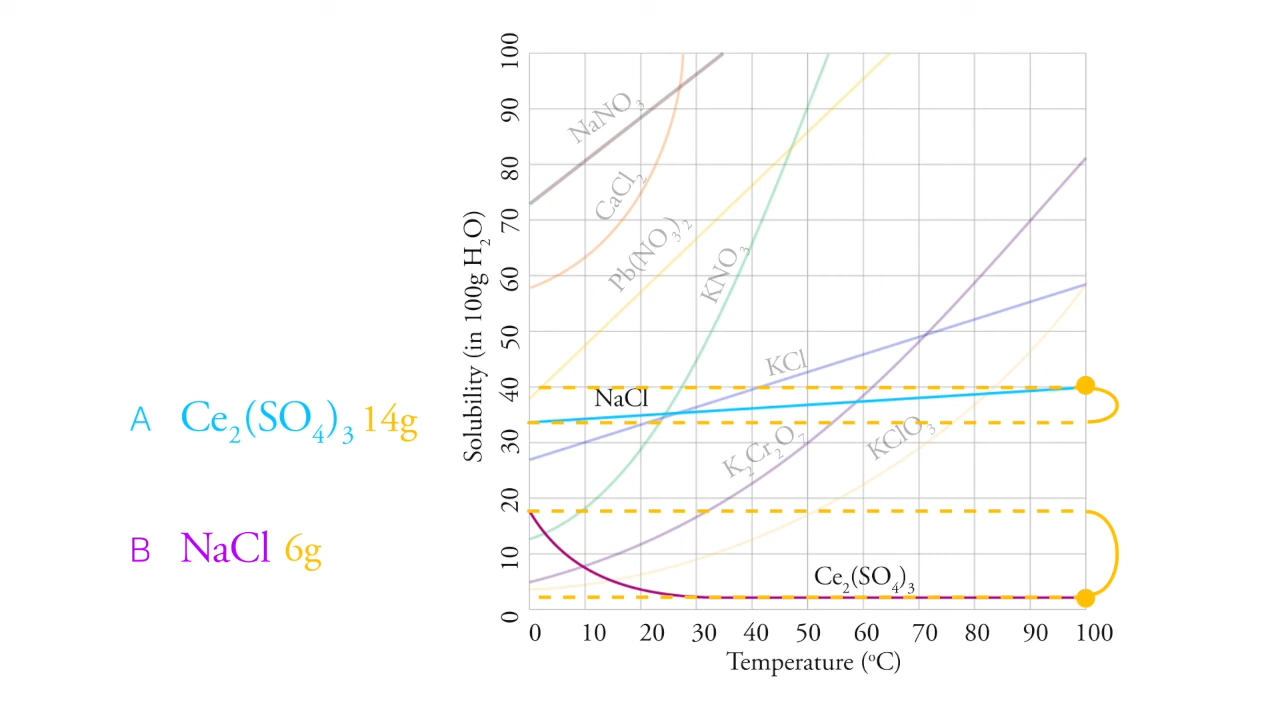 A Ce₂(SO₄)₃ 14g
B NaCl 6g
Solubility (in 100g H₂O)
100
90
80
70
60
50
40
30
20
10
0
NaNO₃
CaCl₂
Pb(NO₃)₂
KNO₃
KCl
NaCl
K₂Cr₂O₇
KClO₃
Ce₂(SO₄)₃
0 10 20 30 40 50 60 70 80 90 100
Temperature (°C)